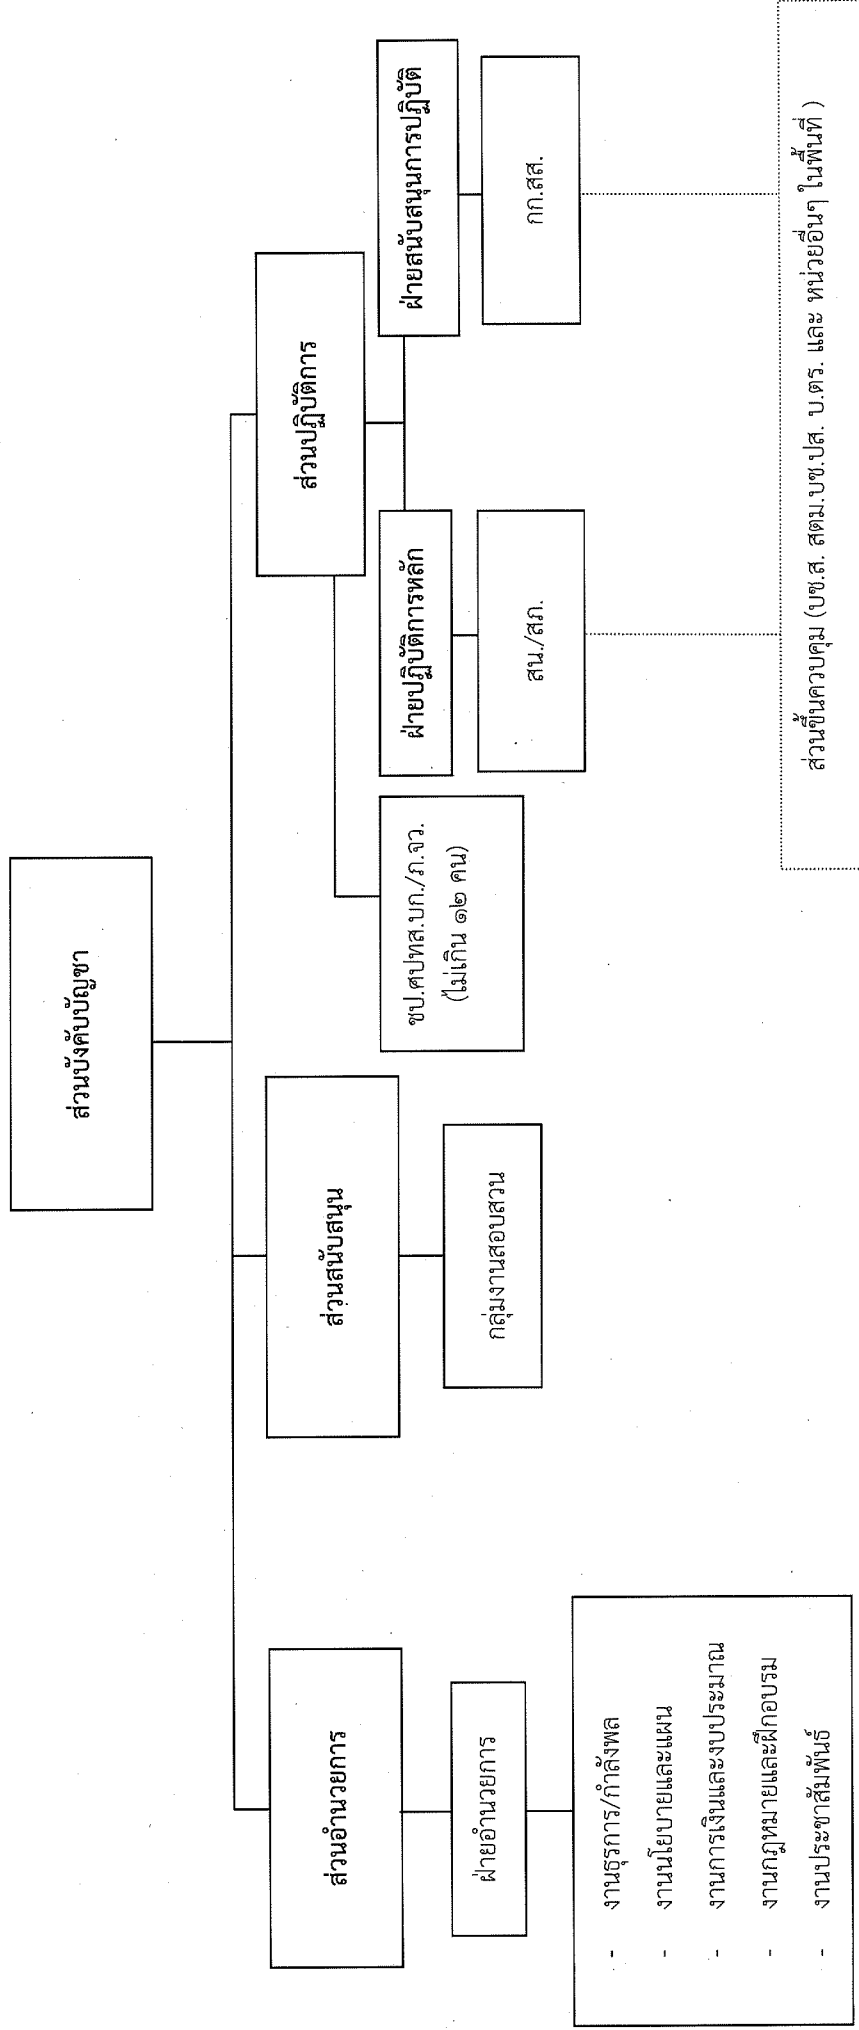 ส่วนบังคับบัญชา
ส่วนอำนวยการ
ส่วนสนับสนุน
ส่วนปฏิบัติการ
ฝ่ายอำนวยการ
- งานธุรการ/กำลังพล
- งานนโยบายและแผน
- งานการเงินและงบประมาณ
- งานกฎหมายและฝึกอบรม
- งานประชาสัมพันธ์
กลุ่มงานสอบสวน
ชป.ศปทส.บก./ภ.จว.
(ไม่เกิน ๑๒ คน)
ฝ่ายปฏิบัติการหลัก
สน./สภ.
ฝ่ายสนับสนุนการปฏิบัติ
กก.สส.
ส่วนขึ้นควบคุม (บช.ส. สตม.บช.ปส. บ.ตร. และ หน่วยอื่นๆ ในพื้นที่ )